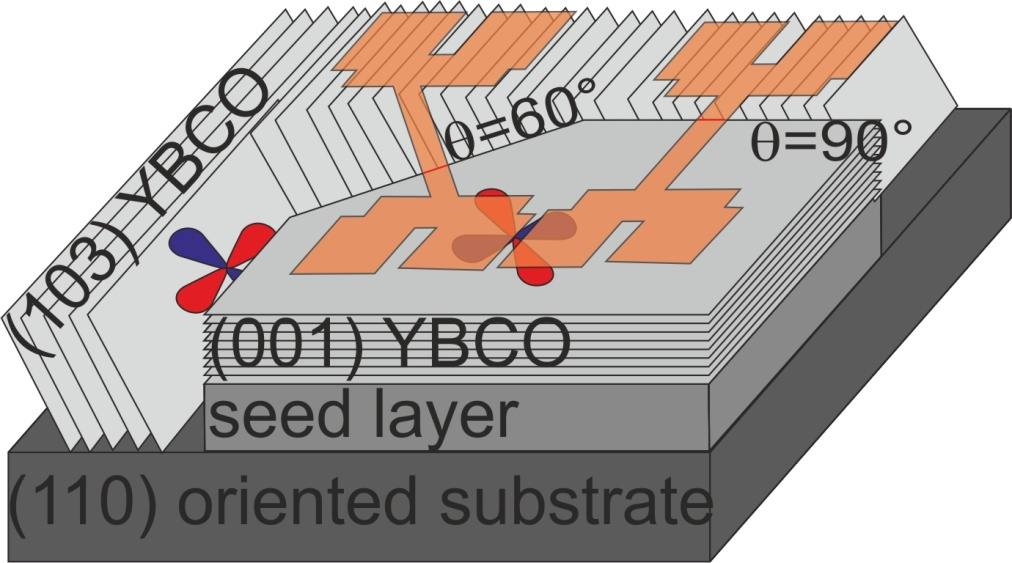 (103) YBCO
θ=60°
θ=90°
(001) YBCO
seed layer
(110) oriented substrate